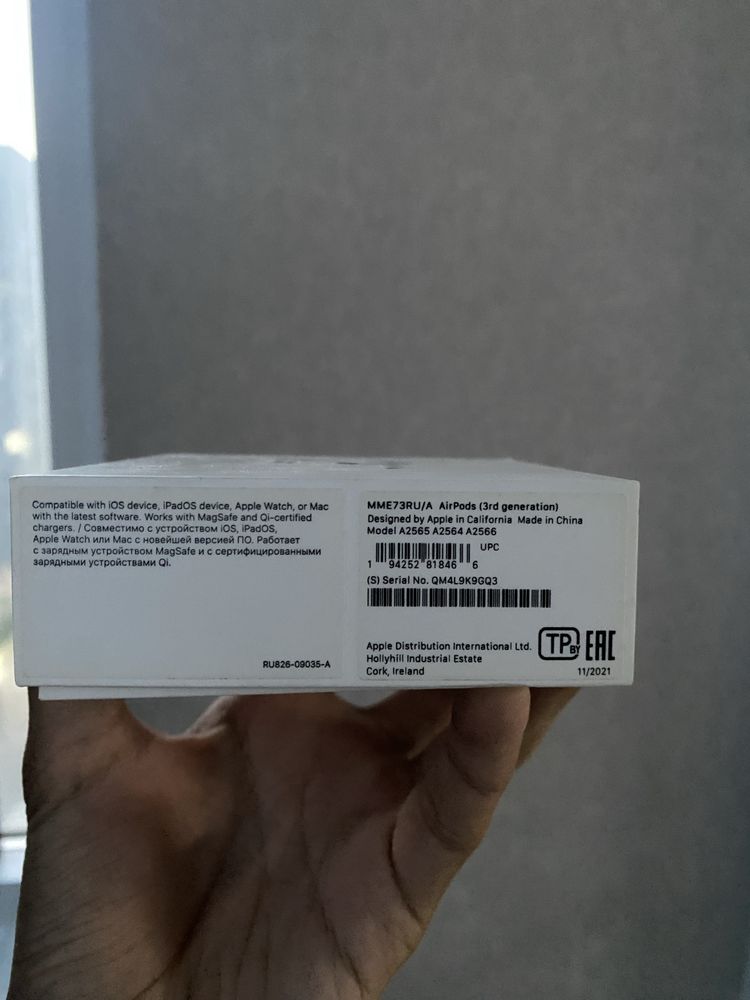 Compatible with iOS device, iPadOS device, Apple Watch, or Mac
with the latest software. Works with MagSafe and Qi-certified
chargers. / Совместимо с устройством iOS, iPadOS,
Apple Watch или Mac с новейшей версией ПО. Работает
с зарядным устройством MagSafe и с сертифицированными
зарядными устройствами Qi.
RU826-09035-A
MME73RU/A AirPods (3rd generation)
Designed by Apple in California Made in China
Model A2565 A2564 A2566
UPC
1 94252 81846 6
(S) Serial No. QM4L9K9GQ3
Apple Distribution International Ltd.
Hollyhill Industrial Estate
Cork, Ireland
TP BY EAC
11/2021